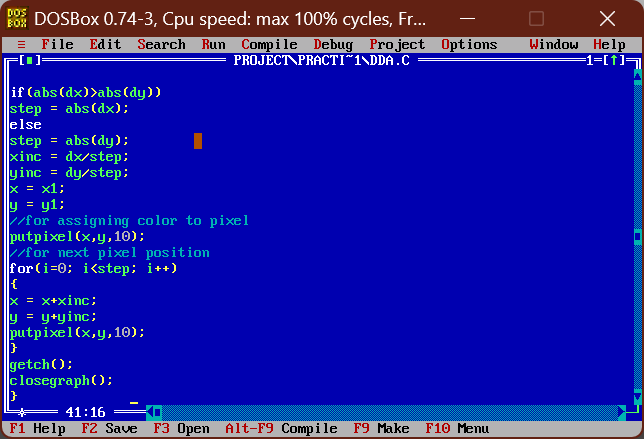 DOS BOX DOSBox 0.74-3, Cpu speed: max 100% cycles, Fr...
≡ File Edit Search Run Compile Debug Project Options Window Help
[■] PROJECT\PRACTI~1\DDA.C 1=[↑]
if(abs(dx)>abs(dy))
step = abs(dx);
else
step = abs(dy);
xinc = dx/step;
yinc = dy/step;
x = x1;
y = y1;
//for assigning color to pixel
putpixel(x,y,10);
//for next pixel position
for(i=0; i<step; i++)
{
x = x+xinc;
y = y+yinc;
putpixel(x,y,10);
}
getch();
closegraph();
}
41:16
F1 Help F2 Save F3 Open Alt-F9 Compile F9 Make F10 Menu